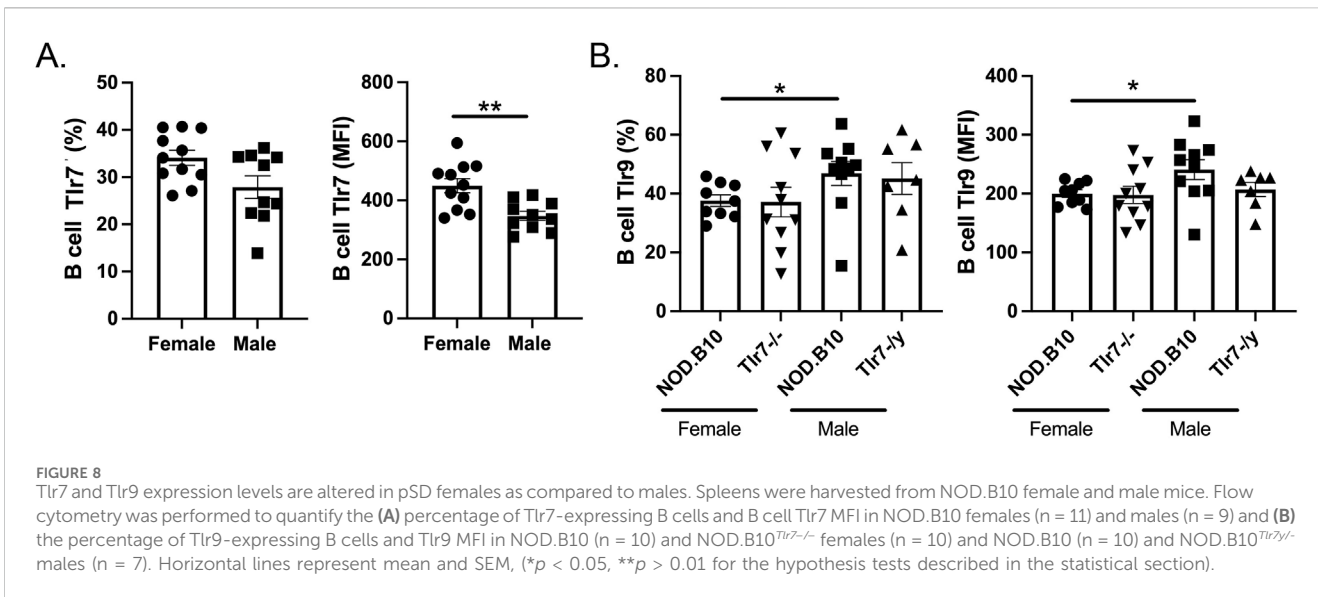 A.
B.
50
40
30
20
10
0
B cell Tlr7 (%)
Female Male
800
600
400
200
0
B cell Tlr7 (MFI)
**
Female Male
80
60
40
20
0
B cell Tlr9 (%)
*
NOD.B10 Tlr7-/- NOD.B10 Tlr7-/y
Female Male
400
300
200
100
0
B cell Tlr9 (MFI)
*
NOD.B10 Tlr7-/- NOD.B10 Tlr7-/y
Female Male
FIGURE 8
Tlr7 and Tlr9 expression levels are altered in pSD females as compared to males. Spleens were harvested from NOD.B10 female and male mice. Flow
cytometry was performed to quantify the (A) percentage of Tlr7-expressing B cells and B cell Tlr7 MFI in NOD.B10 females (n = 11) and males (n = 9) and (B)
the percentage of Tlr9-expressing B cells and Tlr9 MFI in NOD.B10 (n = 10) and NOD.B10^Tlr7−/− females (n = 10) and NOD.B10 (n = 10) and NOD.B10^Tlr7y/-
males (n = 7). Horizontal lines represent mean and SEM, (*p < 0.05, **p > 0.01 for the hypothesis tests described in the statistical section).